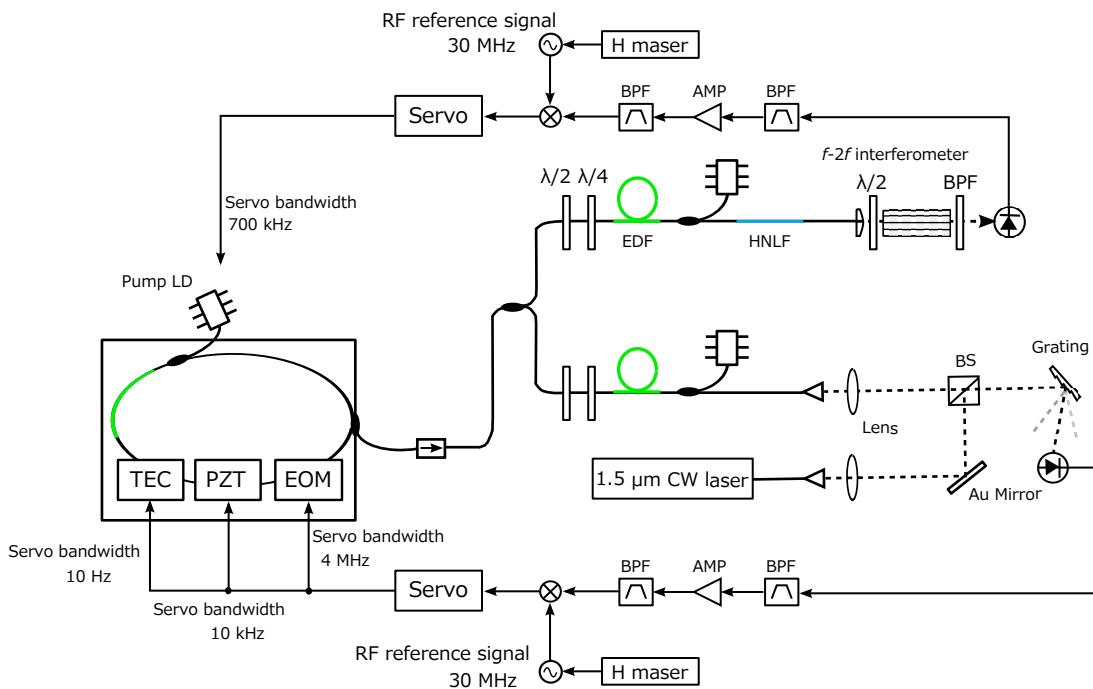 RF reference signal
30 MHz
H maser
Servo
BPF
AMP
BPF
f-2f interferometer
λ/2
λ/4
λ/2
BPF
EDF
HNLF
Servo bandwidth
700 kHz
Pump LD
BS
Grating
Lens
TEC
PZT
EOM
1.5 µm CW laser
Au Mirror
Servo bandwidth
10 Hz
Servo bandwidth
4 MHz
Servo bandwidth
10 kHz
Servo
BPF
AMP
BPF
RF reference signal
30 MHz
H maser